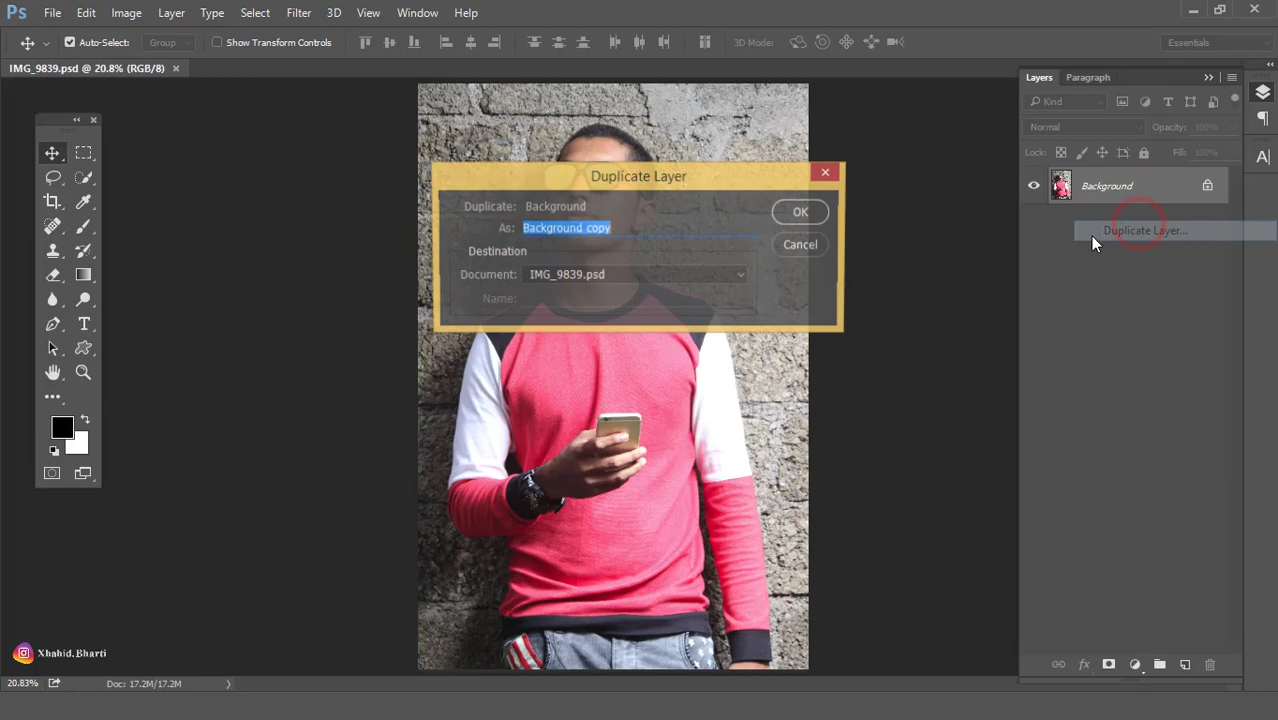 Ps File Edit Image Layer Type Select Filter 3D View Window Help
Auto-Select: Group Show Transform Controls 3D Mode: Essentials
IMG_9839.psd @ 20.8% (RGB/8) ×
Layers Paragraph
Kind
Normal Opacity: 100%
Lock: Fill: 100%
Background
Duplicate Layer...
Duplicate Layer
Duplicate: Background
As: Background copy
Destination
Document: IMG_9839.psd
Name:
OK
Cancel
Xhahid.Bharti
20.83% Doc: 17.2M/17.2M